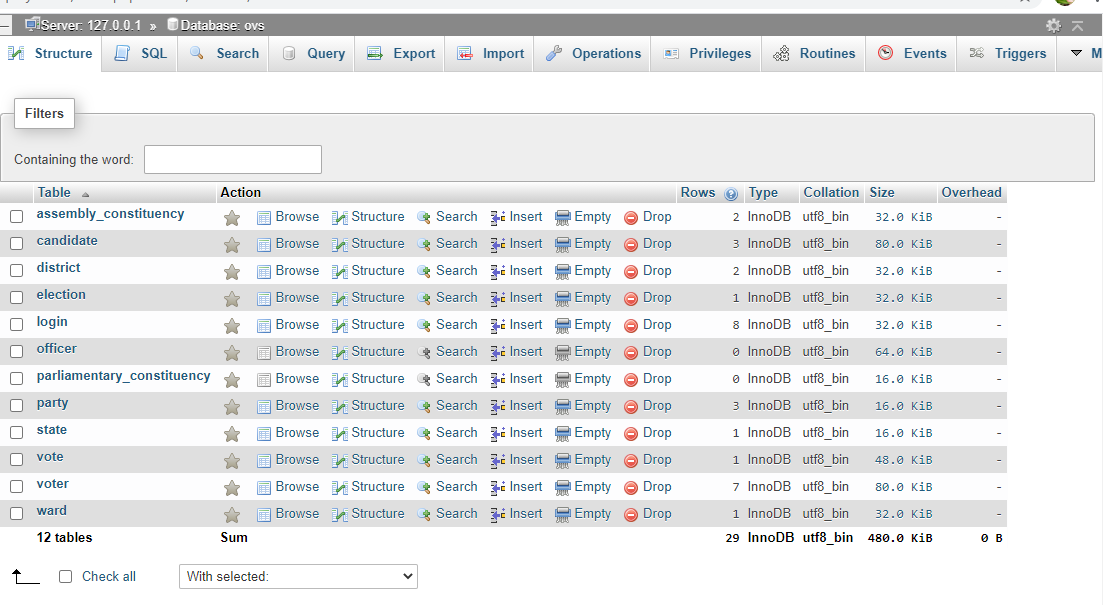 Server: 127.0.0.1 » Database: ovs
Structure SQL Search Query Export Import Operations Privileges Routines Events Triggers M
Filters
Containing the word:
Table Action Rows Type Collation Size Overhead
assembly_constituency Browse Structure Search Insert Empty Drop 2 InnoDB utf8_bin 32.0 KiB -
candidate Browse Structure Search Insert Empty Drop 3 InnoDB utf8_bin 80.0 KiB -
district Browse Structure Search Insert Empty Drop 2 InnoDB utf8_bin 32.0 KiB -
election Browse Structure Search Insert Empty Drop 1 InnoDB utf8_bin 32.0 KiB -
login Browse Structure Search Insert Empty Drop 8 InnoDB utf8_bin 32.0 KiB -
officer Browse Structure Search Insert Empty Drop 0 InnoDB utf8_bin 64.0 KiB -
parliamentary_constituency Browse Structure Search Insert Empty Drop 0 InnoDB utf8_bin 16.0 KiB -
party Browse Structure Search Insert Empty Drop 3 InnoDB utf8_bin 16.0 KiB -
state Browse Structure Search Insert Empty Drop 1 InnoDB utf8_bin 16.0 KiB -
vote Browse Structure Search Insert Empty Drop 1 InnoDB utf8_bin 48.0 KiB -
voter Browse Structure Search Insert Empty Drop 7 InnoDB utf8_bin 80.0 KiB -
ward Browse Structure Search Insert Empty Drop 1 InnoDB utf8_bin 32.0 KiB -
12 tables Sum 29 InnoDB utf8_bin 480.0 KiB 0 B
Check all With selected: